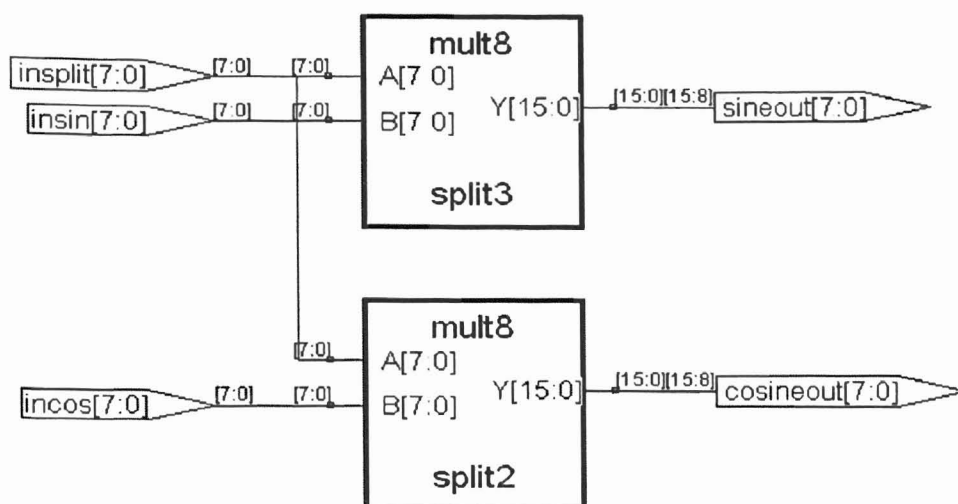 mult8
insplit[7:0] [7:0] [7:0] A[7 0]
insin[7:0] [7:0] [7:0] B[7 0] Y[15:0] [15:0][15:8] sineout[7:0]
split3
mult8
[7:0] A[7:0]
incos[7:0] [7:0] [7:0] B[7:0] Y[15:0] [15:0][15:8] cosineout[7:0]
split2